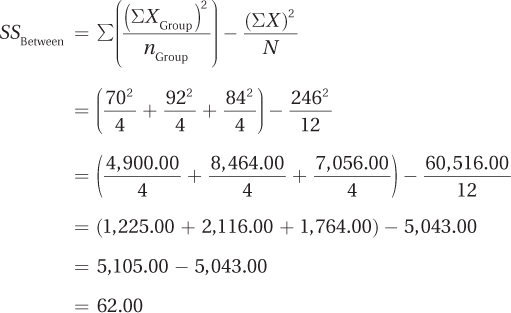 SS_Between = Σ((ΣX_Group)² / n_Group) − (ΣX)² / N
= (70²/4 + 92²/4 + 84²/4) − 246²/12
= (4,900.00/4 + 8,464.00/4 + 7,056.00/4) − 60,516.00/12
= (1,225.00 + 2,116.00 + 1,764.00) − 5,043.00
= 5,105.00 − 5,043.00
= 62.00